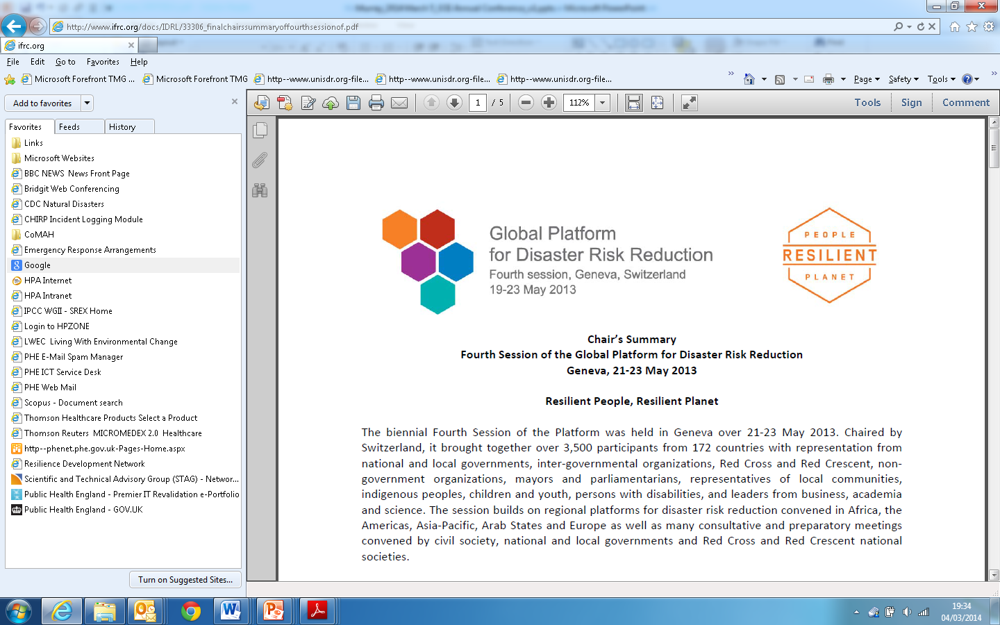 http://www.ifrc.org/docs/IDRL/33306_finalchairssummaryoffourthsessionof.pdf
ifrc.org
File Edit Go to Favorites Help
Microsoft Forefront TMG ... Microsoft Forefront TMG http--www.unisdr.org-file... http--www.unisdr.org-file... http--www.unisdr.org-file...
Page Safety Tools
Add to favorites
1 / 5 112% Tools Sign Comment
Favorites Feeds History
Links
Microsoft Websites
BBC NEWS News Front Page
Bridgit Web Conferencing
CDC Natural Disasters
CHIRP Incident Logging Module
CoMAH
Emergency Response Arrangements
Google
HPA Internet
HPA Intranet
IPCC WGII - SREX Home
Login to HPZONE
LWEC Living With Environmental Change
PHE E-Mail Spam Manager
PHE ICT Service Desk
PHE Web Mail
Scopus - Document search
Thomson Healthcare Products Select a Product
Thomson Reuters MICROMEDEX 2.0 Healthcare
http--phenet.phe.gov.uk-Pages-Home.aspx
Resilience Development Network
Scientific and Technical Advisory Group (STAG) - Networ...
Public Health England - Premier IT Revalidation e-Portfolio
Public Health England - GOV.UK
Turn on Suggested Sites...
Global Platform
for Disaster Risk Reduction
Fourth session, Geneva, Switzerland
19-23 May 2013
PEOPLE
RESILIENT
PLANET
Chair's Summary
Fourth Session of the Global Platform for Disaster Risk Reduction
Geneva, 21-23 May 2013
Resilient People, Resilient Planet
The biennial Fourth Session of the Platform was held in Geneva over 21-23 May 2013. Chaired by
Switzerland, it brought together over 3,500 participants from 172 countries with representation from
national and local governments, inter-governmental organizations, Red Cross and Red Crescent, non-
government organizations, mayors and parliamentarians, representatives of local communities,
indigenous peoples, children and youth, persons with disabilities, and leaders from business, academia
and science. The session builds on regional platforms for disaster risk reduction convened in Africa, the
Americas, Asia-Pacific, Arab States and Europe as well as many consultative and preparatory meetings
convened by civil society, national and local governments and Red Cross and Red Crescent national
societies.
19:34
04/03/2014